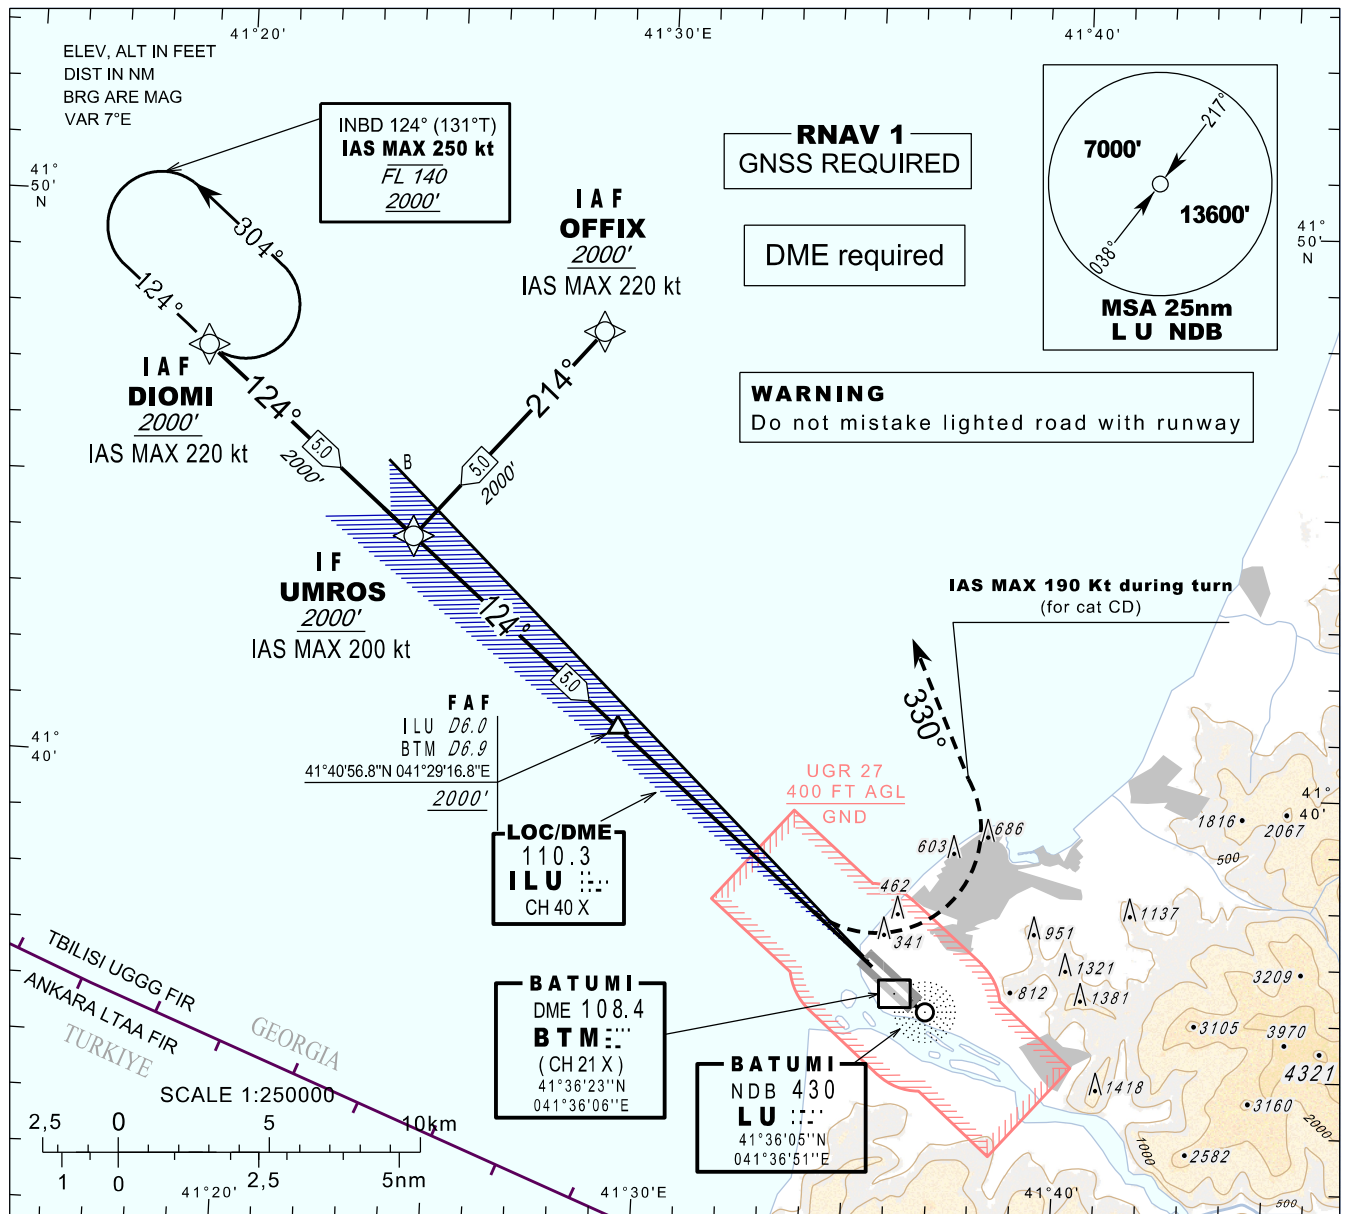 41°20'
41°30'E
41°40'
ELEV, ALT IN FEET
DIST IN NM
BRG ARE MAG
VAR 7°E
INBD 124° (131°T)
IAS MAX 250 kt
FL 140
2000'
41°
50'
N
304°
124°
IAF
OFFIX
2000'
IAS MAX 220 kt
RNAV 1
GNSS REQUIRED
DME required
7000'
217°
13600'
038°
MSA 25nm
L U NDB
41°
50'
N
IAF
DIOMI
2000'
IAS MAX 220 kt
124°
5.0
2000'
214°
5.0
2000'
B
WARNING
Do not mistake lighted road with runway
IF
UMROS
2000'
IAS MAX 200 kt
124°
5.0
IAS MAX 190 Kt during turn
(for cat CD)
330°
FAF
ILU D6.0
BTM D6.9
41°40'56.8"N 041°29'16.8"E
2000'
41°
40'
UGR 27
400 FT AGL
GND
LOC/DME
110.3
ILU
CH 40 X
41°
40'
603
686
462
341
1816
2067
500
1137
951
1321
1381
812
3209
3105
3970
4321
3160
2582
1418
1000
2000
500
TBILISI UGGG FIR
ANKARA LTAA FIR
GEORGIA
TURKIYE
BATUMI
DME 108.4
BTM
(CH 21 X)
41°36'23"N
041°36'06"E
BATUMI
NDB 430
LU
41°36'05"N
041°36'51"E
SCALE 1:250000
2,5 0 5 10km
1 0 2,5 5nm
41°20'
41°30'E
41°40'